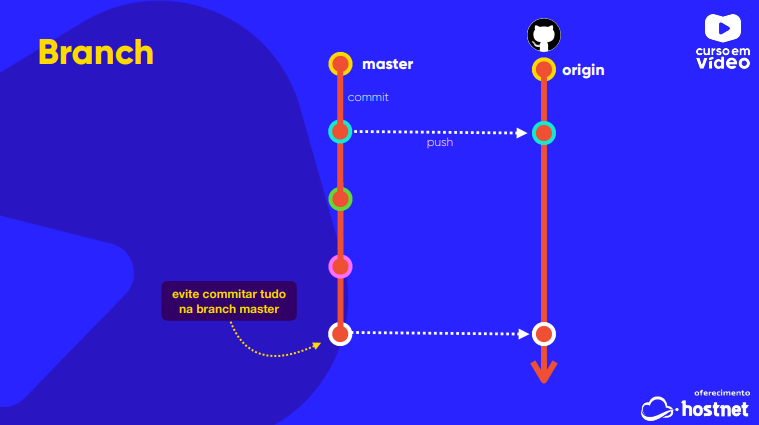 Branch
master
origin
curso em
vídeo
commit
push
evite commitar tudo
na branch master
oferecimento
hostnet